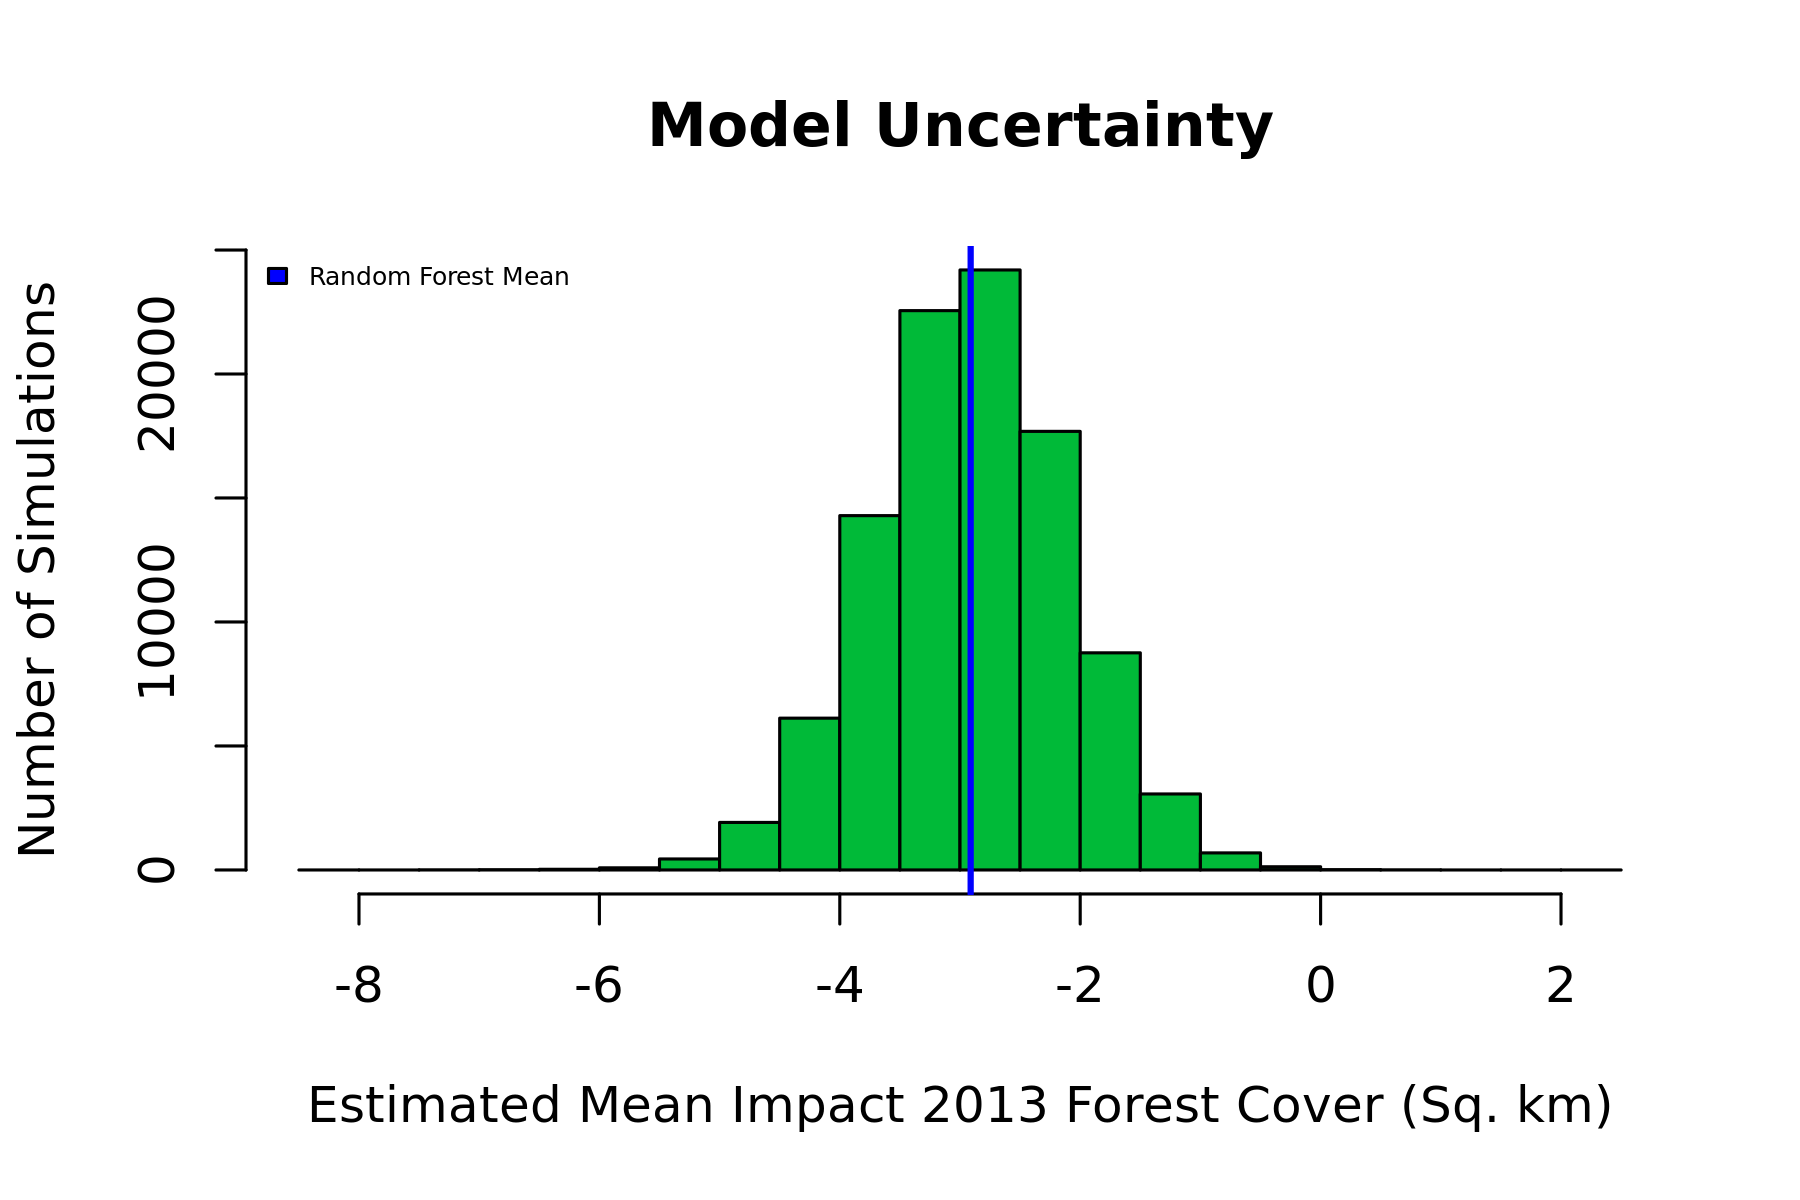 Model Uncertainty
Random Forest Mean
Number of Simulations
0
10000
20000
-8
-6
-4
-2
0
2
Estimated Mean Impact 2013 Forest Cover (Sq. km)